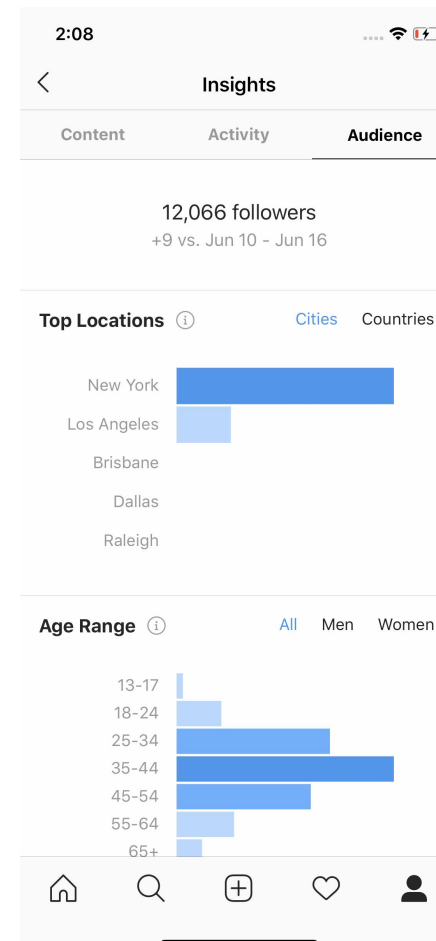 2:08
Insights
Content Activity Audience
12,066 followers
+9 vs. Jun 10 - Jun 16
Top Locations Cities Countries
New York
Los Angeles
Brisbane
Dallas
Raleigh
Age Range All Men Women
13-17
18-24
25-34
35-44
45-54
55-64
65+